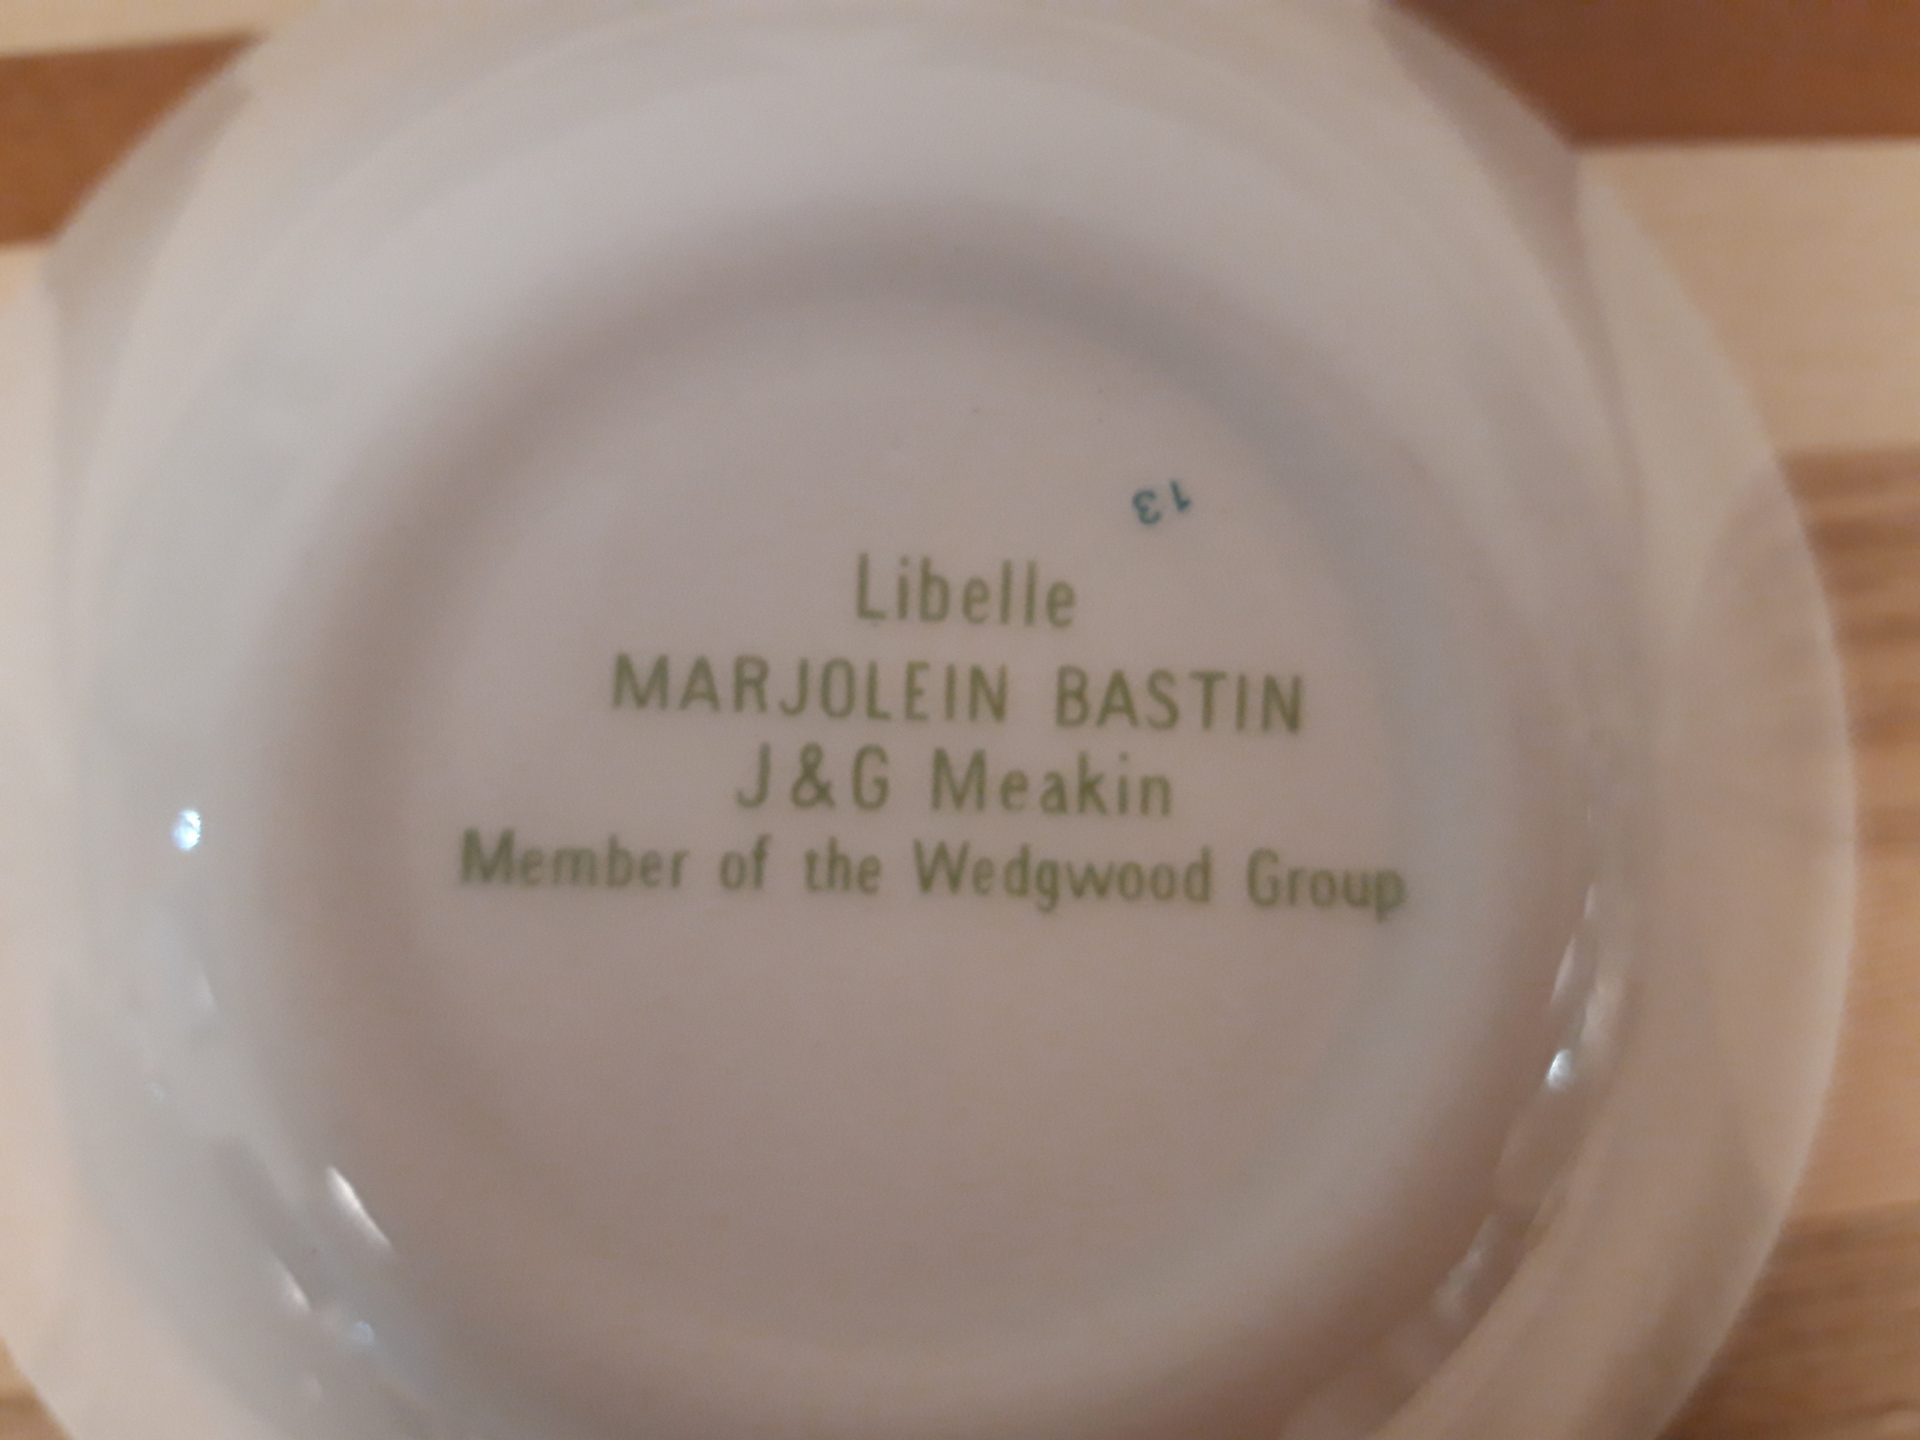 13
Libelle
MARJOLEIN BASTIN
J & G Meakin
Member of the Wedgwood Group